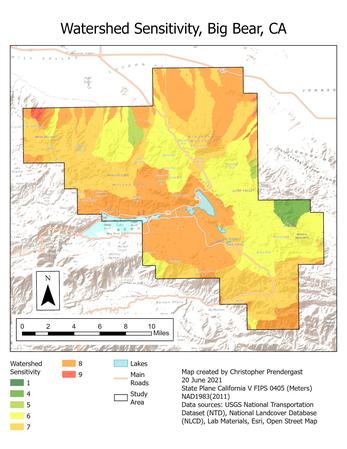 Watershed Sensitivity, Big Bear, CA
N
0 2 4 6 8 10
Miles
Watershed
Sensitivity
1
4
5
6
7
8
9
Lakes
Main
Roads
Study
Area
Map created by Christopher Prendergast
20 June 2021
State Plane California V FIPS 0405 (Meters)
NAD1983(2011)
Data sources: USGS National Transportation
Dataset (NTD), National Landcover Database
(NLCD), Lab Materials, Esri, Open Street Map